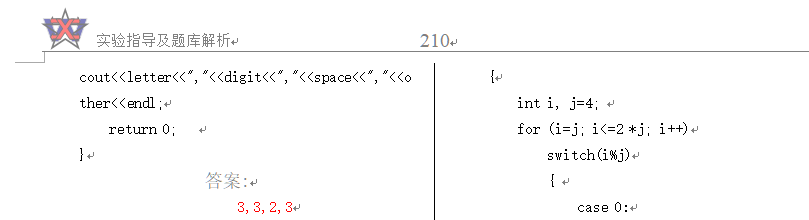 实验指导及题库解析
210
cout<<letter<<","<<digit<<","<<space<<","<<o
ther<<endl;
return 0;
}
答案:
3,3,2,3
{
int i, j=4;
for (i=j; i<=2*j; i++)
switch(i%j)
{
case 0: